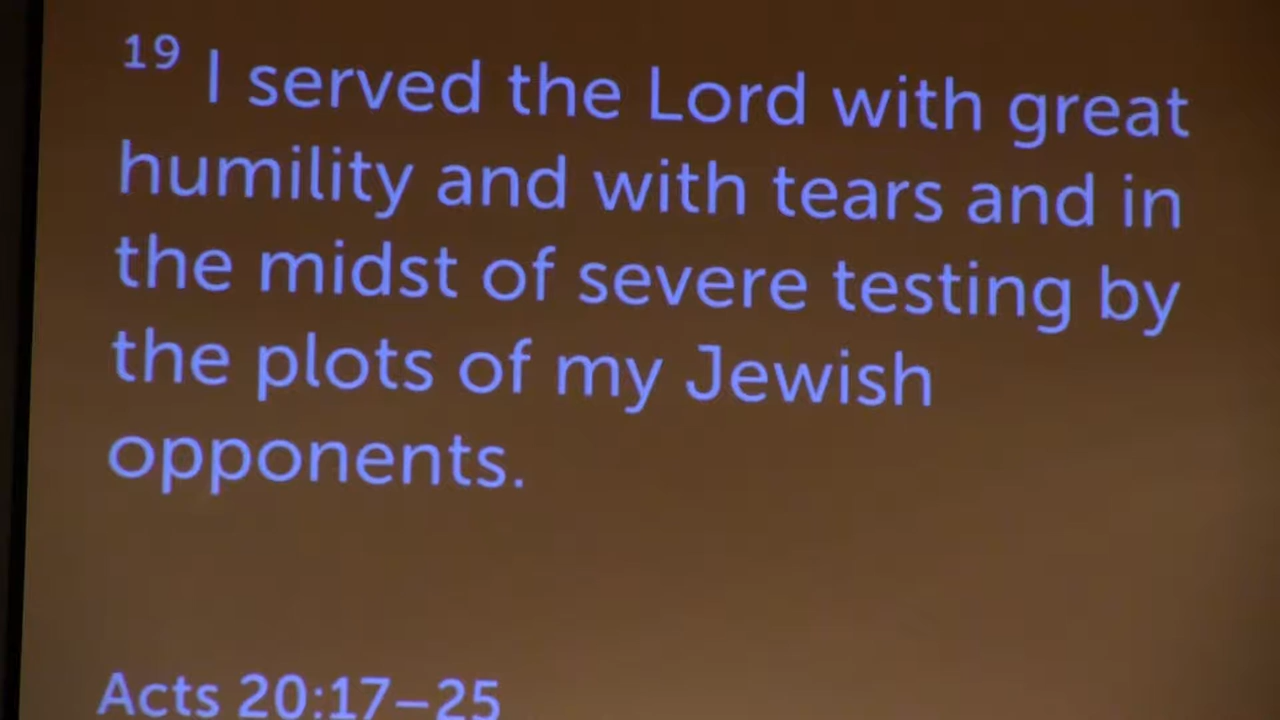 19 I served the Lord with great
humility and with tears and in
the midst of severe testing by
the plots of my Jewish
opponents.
Acts 20:17–25